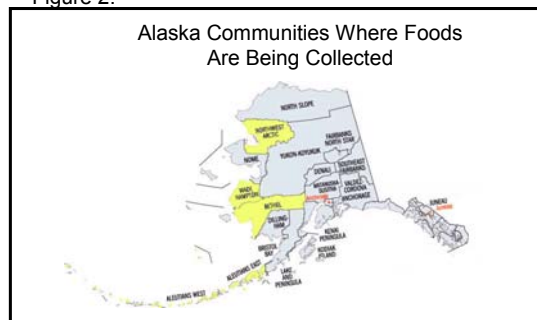 Figure 2.
Alaska Communities Where Foods
Are Being Collected
NORTH SLOPE
NORTHWEST
ARCTIC
NOME
YUKON-KOYUKUK
FAIRBANKS
NORTH STAR
DENALI
SOUTHEAST
FAIRBANKS
WADE
HAMPTON
MATANUSKA
SUSITNA
VALDEZ
CORDOVA
BETHEL
ANCHORAGE
DILLING
HAM
JUNEAU
KENAI
PENINSULA
BRISTOL
BAY
KODIAK
ISLAND
LAKE
AND
PENINSULA
ALEUTIANS EAST
ALEUTIANS WEST